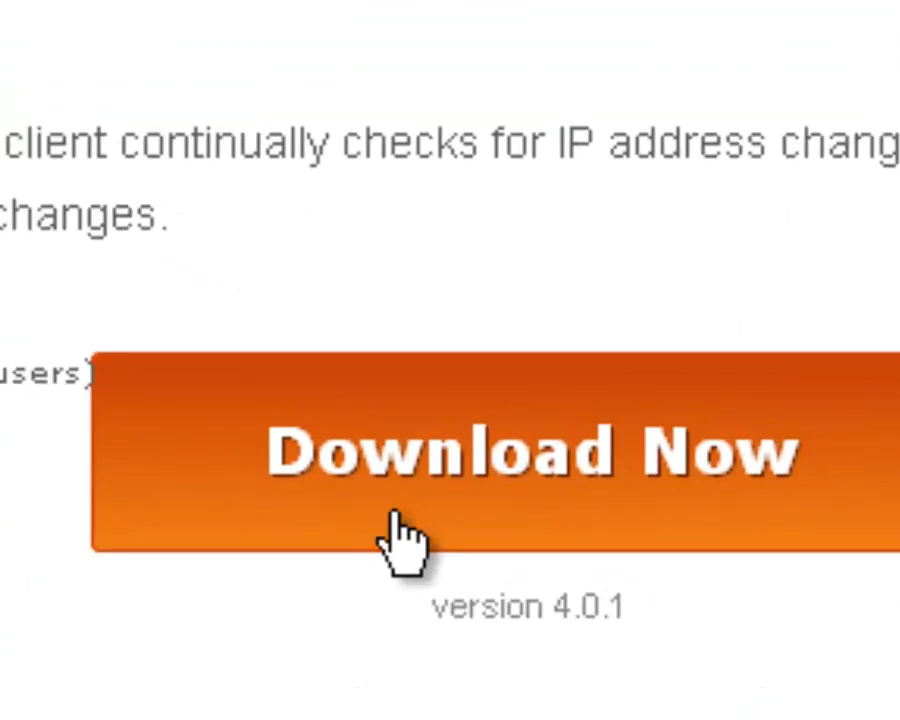 client continually checks for IP address chang
changes.
users)
Download Now
version 4.0.1